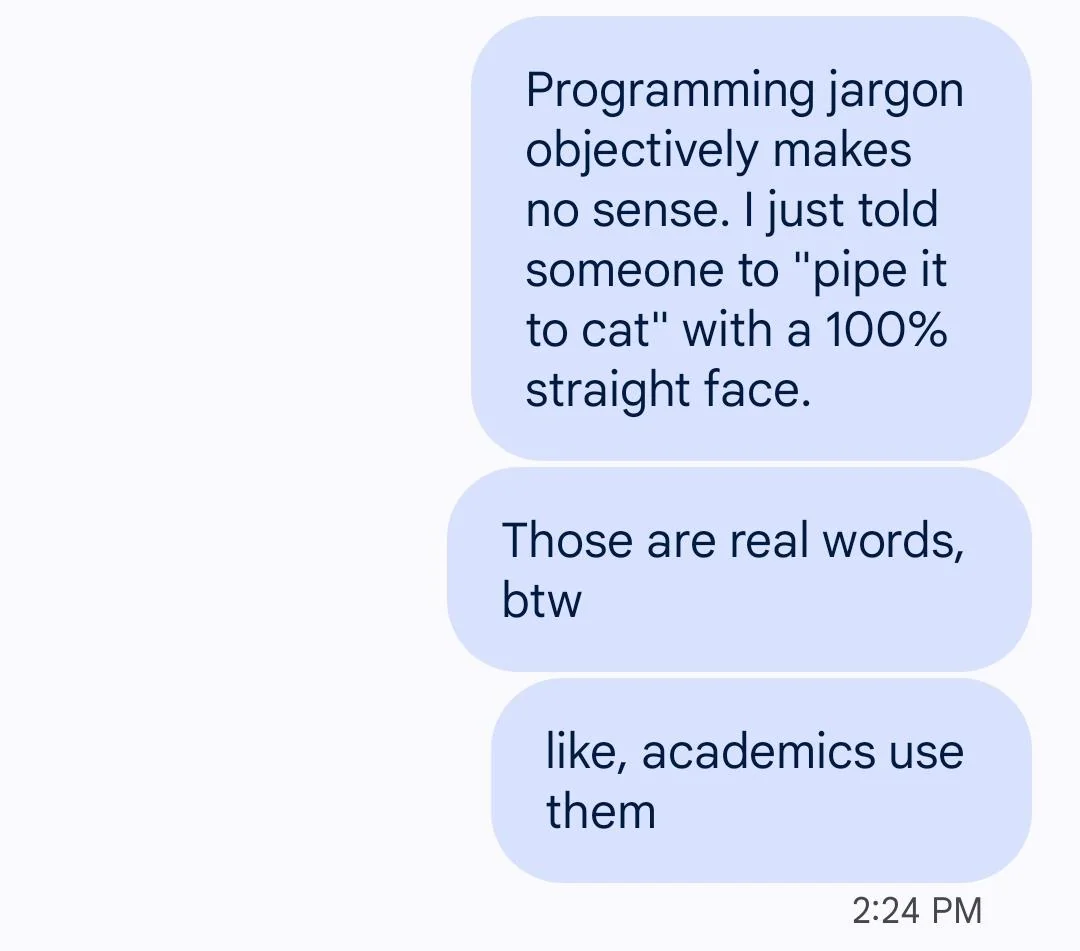 Programming jargon
objectively makes
no sense. I just told
someone to "pipe it
to cat" with a 100%
straight face.
Those are real words,
btw
like, academics use
them
2:24 PM